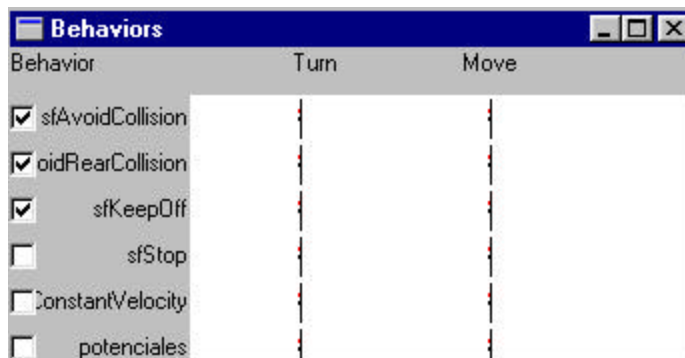 Behaviors
Behavior Turn Move
sfAvoidCollision
oidRearCollision
sfKeepOff
sfStop
ConstantVelocity
potenciales